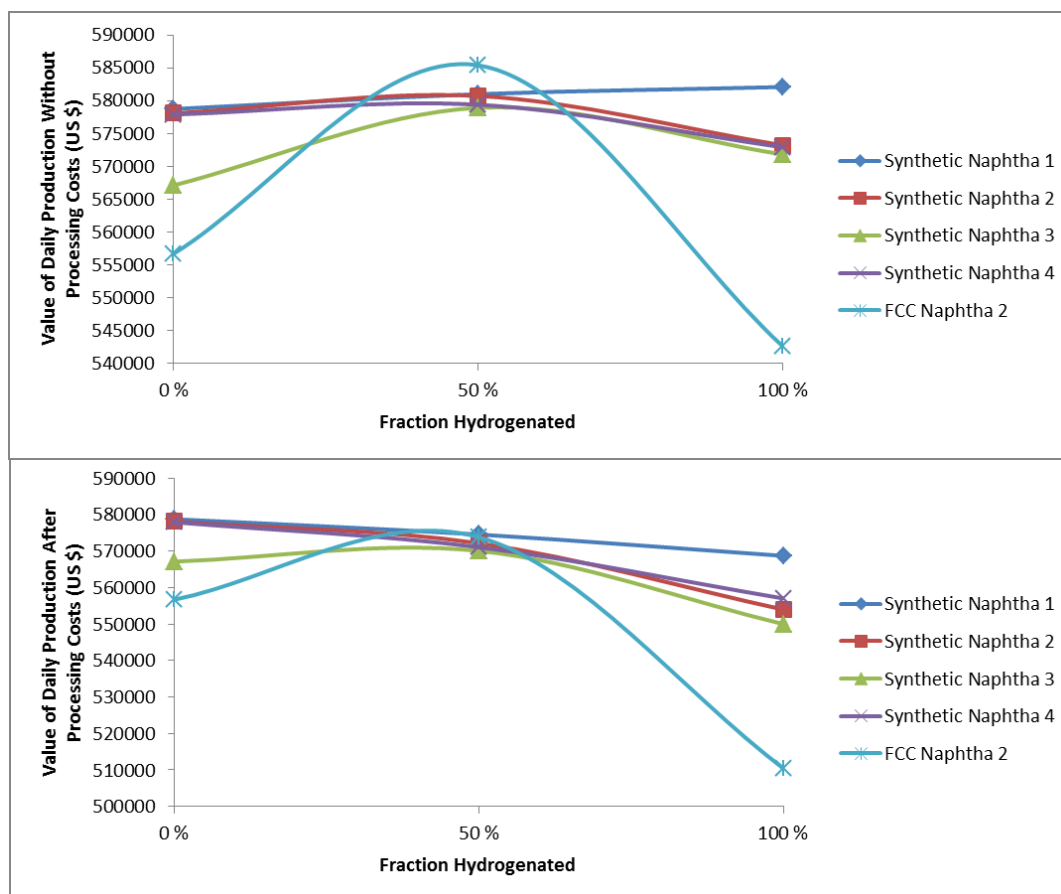 Value of Daily Production Without
Processing Costs (US $)
590000
585000
580000
575000
570000
565000
560000
555000
550000
545000
540000
0 %
50 %
100 %
Fraction Hydrogenated
Synthetic Naphtha 1
Synthetic Naphtha 2
Synthetic Naphtha 3
Synthetic Naphtha 4
FCC Naphtha 2
Value of Daily Production After
Processing Costs (US $)
590000
580000
570000
560000
550000
540000
530000
520000
510000
500000
0 %
50 %
100 %
Fraction Hydrogenated
Synthetic Naphtha 1
Synthetic Naphtha 2
Synthetic Naphtha 3
Synthetic Naphtha 4
FCC Naphtha 2